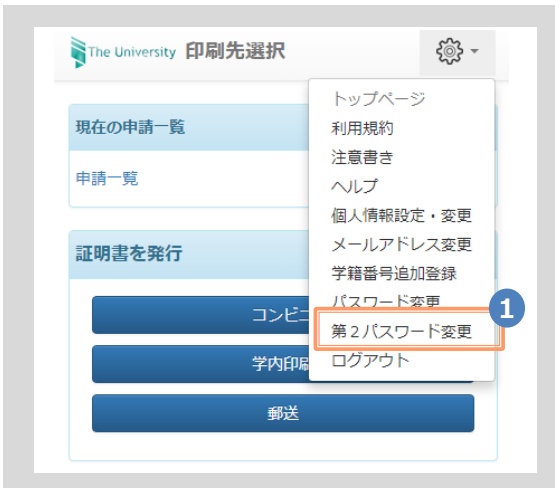 The University 印刷先選択
トップページ
利用規約
注意書き
ヘルプ
個人情報設定・変更
メールアドレス変更
学籍番号追加登録
パスワード変更
第２パスワード変更
ログアウト
1
現在の申請一覧
申請一覧
証明書を発行
コンビニ
学内印刷
郵送